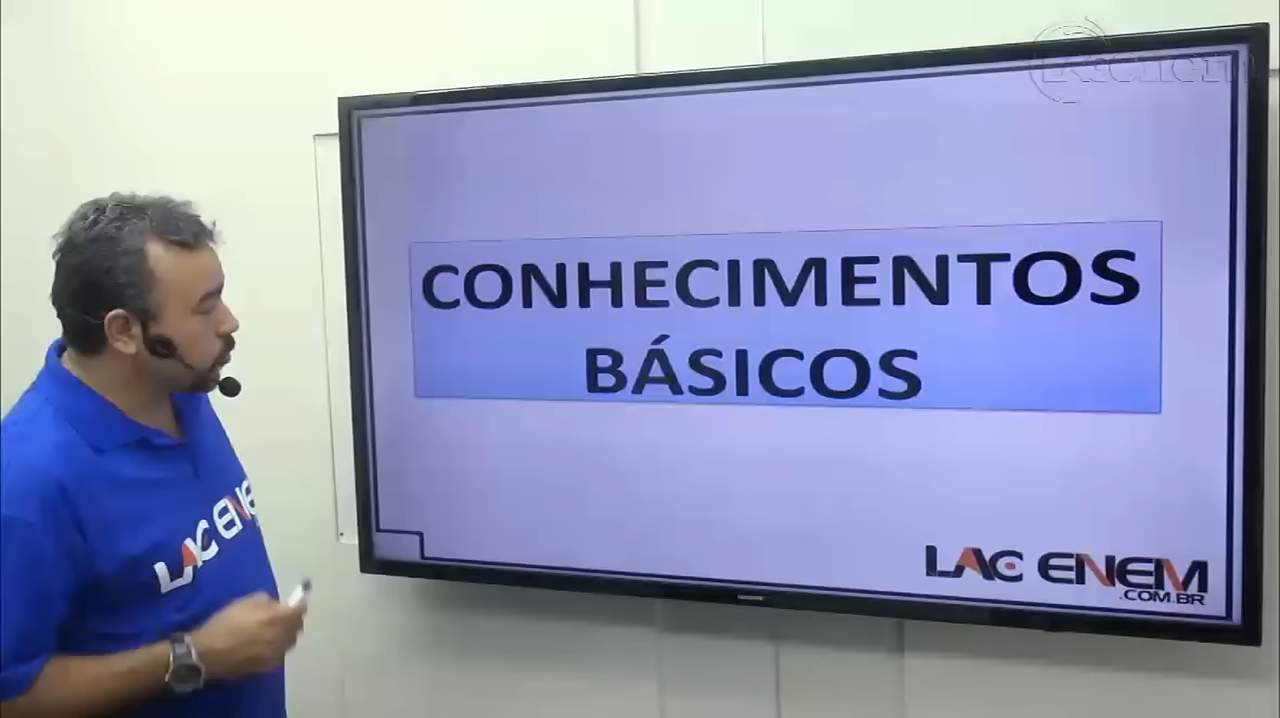 CONHECIMENTOS
BÁSICOS
LAC ENEM
LAC ENEM
.COM.BR